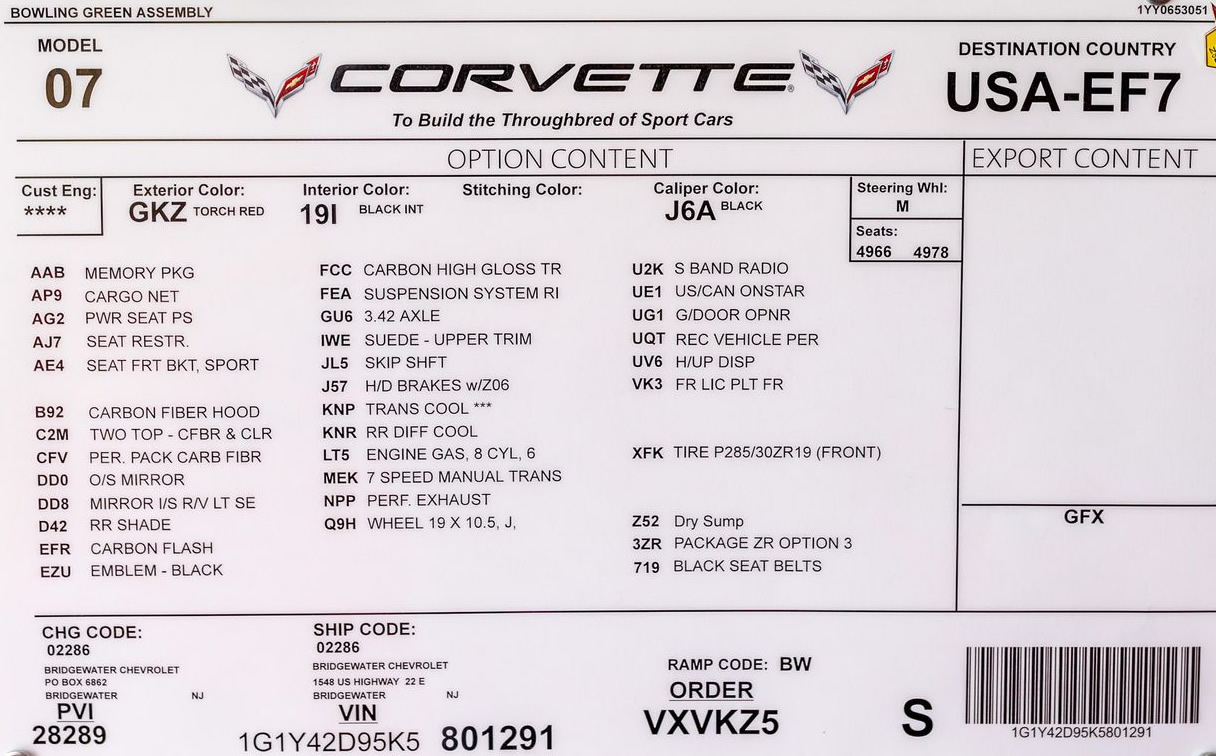 BOWLING GREEN ASSEMBLY
1YY0653051
MODEL
07
CORVETTE®
To Build the Throughbred of Sport Cars
DESTINATION COUNTRY
USA-EF7
OPTION CONTENT
EXPORT CONTENT
Cust Eng:
****
Exterior Color:
GKZ TORCH RED
Interior Color:
19I BLACK INT
Stitching Color:
Caliper Color:
J6A BLACK
Steering Whl:
M
Seats:
4966 4978
AAB MEMORY PKG
AP9 CARGO NET
AG2 PWR SEAT PS
AJ7 SEAT RESTR.
AE4 SEAT FRT BKT, SPORT
B92 CARBON FIBER HOOD
C2M TWO TOP - CFBR & CLR
CFV PER. PACK CARB FIBR
DD0 O/S MIRROR
DD8 MIRROR I/S R/V LT SE
D42 RR SHADE
EFR CARBON FLASH
EZU EMBLEM - BLACK
FCC CARBON HIGH GLOSS TR
FEA SUSPENSION SYSTEM RI
GU6 3.42 AXLE
IWE SUEDE - UPPER TRIM
JL5 SKIP SHFT
J57 H/D BRAKES w/Z06
KNP TRANS COOL ***
KNR RR DIFF COOL
LT5 ENGINE GAS, 8 CYL, 6
MEK 7 SPEED MANUAL TRANS
NPP PERF. EXHAUST
Q9H WHEEL 19 X 10.5, J,
U2K S BAND RADIO
UE1 US/CAN ONSTAR
UG1 G/DOOR OPNR
UQT REC VEHICLE PER
UV6 H/UP DISP
VK3 FR LIC PLT FR
XFK TIRE P285/30ZR19 (FRONT)
Z52 Dry Sump
3ZR PACKAGE ZR OPTION 3
719 BLACK SEAT BELTS
GFX
CHG CODE:
02286
BRIDGEWATER CHEVROLET
PO BOX 6862
BRIDGEWATER NJ
PVI
28289
SHIP CODE:
02286
BRIDGEWATER CHEVROLET
1548 US HIGHWAY 22 E
BRIDGEWATER NJ
VIN
1G1Y42D95K5 801291
RAMP CODE: BW
ORDER
VXVKZ5
S
1G1Y42D95K5801291